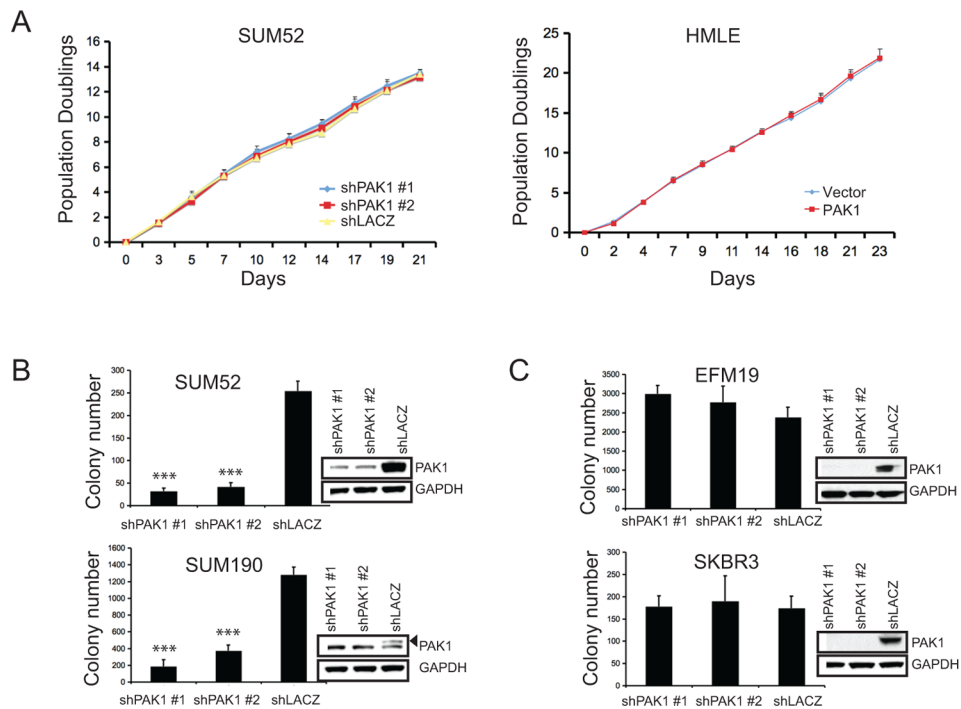 A
SUM52
Population Doublings
16
14
12
10
8
6
4
2
0
0 3 5 7 10 12 14 17 19 21
Days
shPAK1 #1
shPAK1 #2
shLACZ
HMLE
Population Doublings
25
20
15
10
5
0
0 2 4 7 9 11 14 16 18 21 23
Days
Vector
PAK1
B
SUM52
Colony number
300
250
200
150
100
50
0
*** ***
shPAK1 #1 shPAK1 #2 shLACZ
shPAK1 #1
shPAK1 #2
shLACZ
PAK1
GAPDH
SUM190
Colony number
1600
1400
1200
1000
800
600
400
200
0
*** ***
shPAK1 #1 shPAK1 #2 shLACZ
shPAK1 #1
shPAK1 #2
shLACZ
PAK1
GAPDH
C
EFM19
Colony number
3500
3000
2500
2000
1500
1000
500
0
shPAK1 #1 shPAK1 #2 shLACZ
shPAK1 #1
shPAK1 #2
shLACZ
PAK1
GAPDH
SKBR3
Colony number
300
250
200
150
100
50
0
shPAK1 #1 shPAK1 #2 shLACZ
shPAK1 #1
shPAK1 #2
shLACZ
PAK1
GAPDH